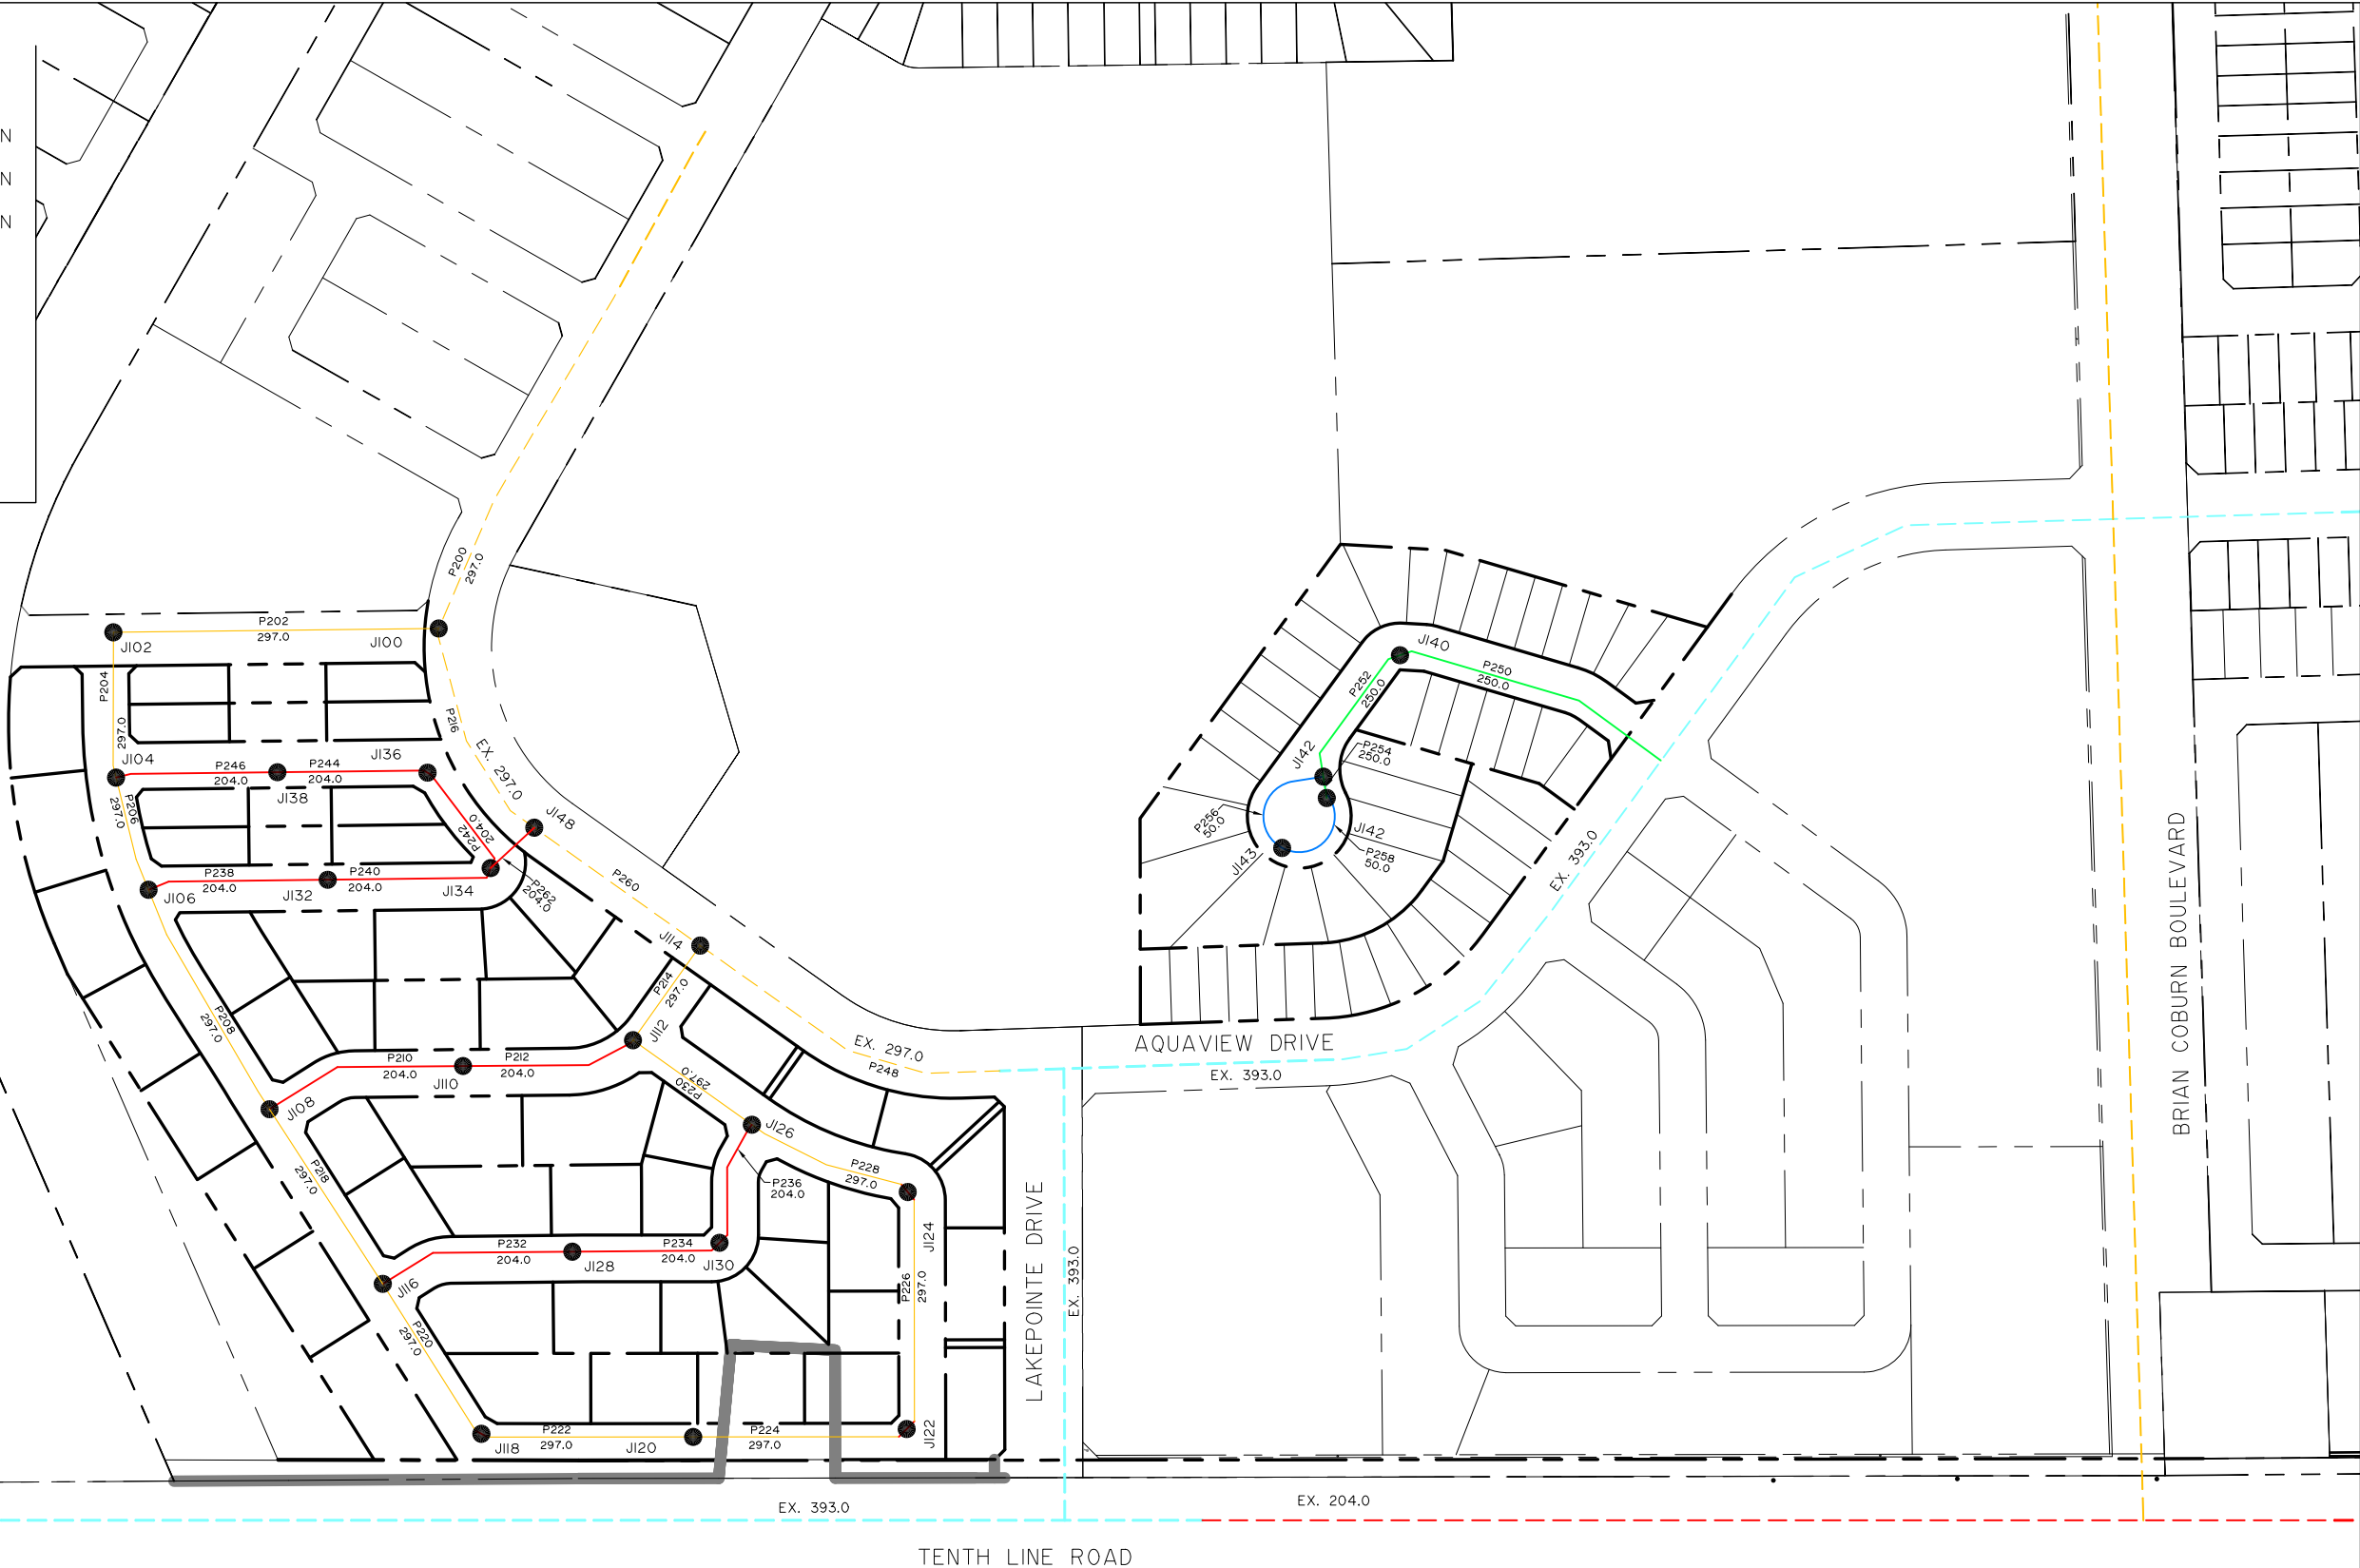 N
N
N
P200
297.0
P202
297.0
J102
J100
P204
297.0
P216
EX. 297.0
J104
J136
P246
204.0
P244
204.0
J138
P206
297.0
P242
204.0
J148
P238
204.0
P240
204.0
J106
J132
J134
P262
204.0
P260
J114
P214
297.0
P208
297.0
J112
P210
204.0
P212
204.0
J110
J108
EX. 297.0
P248
P230
297.0
J126
P218
297.0
P228
297.0
P236
204.0
J124
P232
204.0
P234
204.0
J128
J130
J116
P226
297.0
P220
297.0
P222
297.0
P224
297.0
J118
J120
J122
J140
P250
250.0
P252
250.0
J142
P254
250.0
P256
50.0
J142
P258
50.0
J143
EX. 393.0
AQUAVIEW DRIVE
EX. 393.0
LAKEPOINTE DRIVE
EX. 393.0
BRIAN COBURN BOULEVARD
EX. 393.0
EX. 204.0
TENTH LINE ROAD